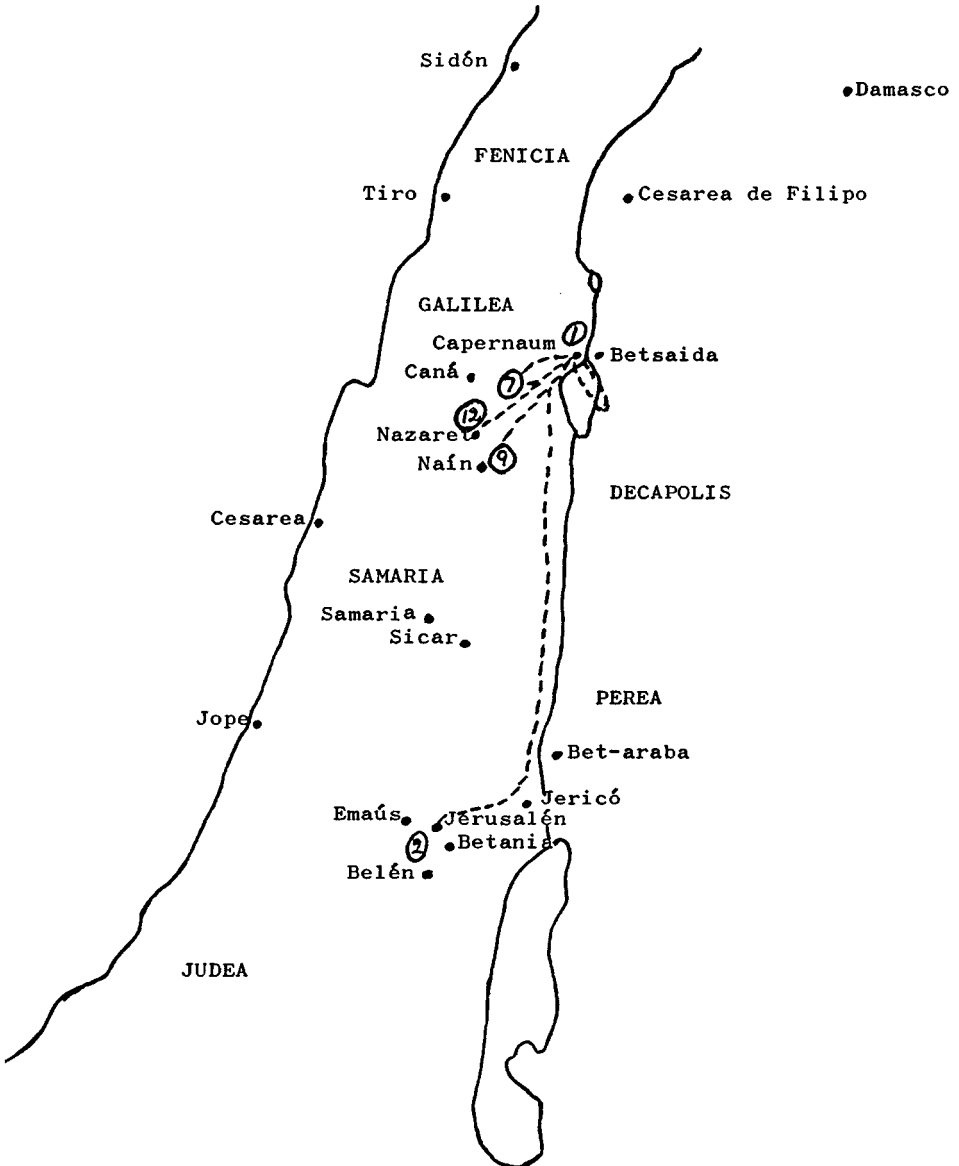 Sidón
Damasco
FENICIA
Tiro
Cesarea de Filipo
GALILEA
1
Capernaum
Betsaida
Caná
7
12
Nazaret
Naín
9
DECAPOLIS
Cesarea
SAMARIA
Samaria
Sicar
PEREA
Jope
Bet-araba
Jericó
Emaús
Jerusalén
2
Betania
Belén
JUDEA